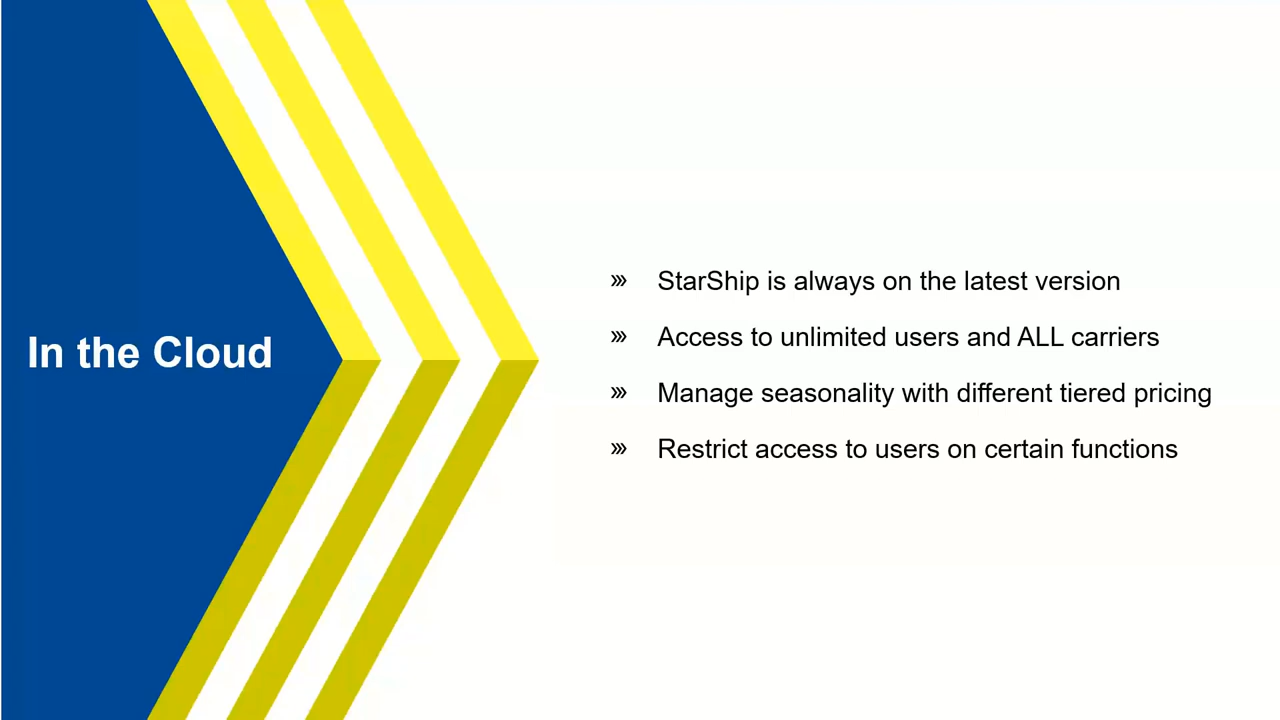 In the Cloud
StarShip is always on the latest version
Access to unlimited users and ALL carriers
Manage seasonality with different tiered pricing
Restrict access to users on certain functions